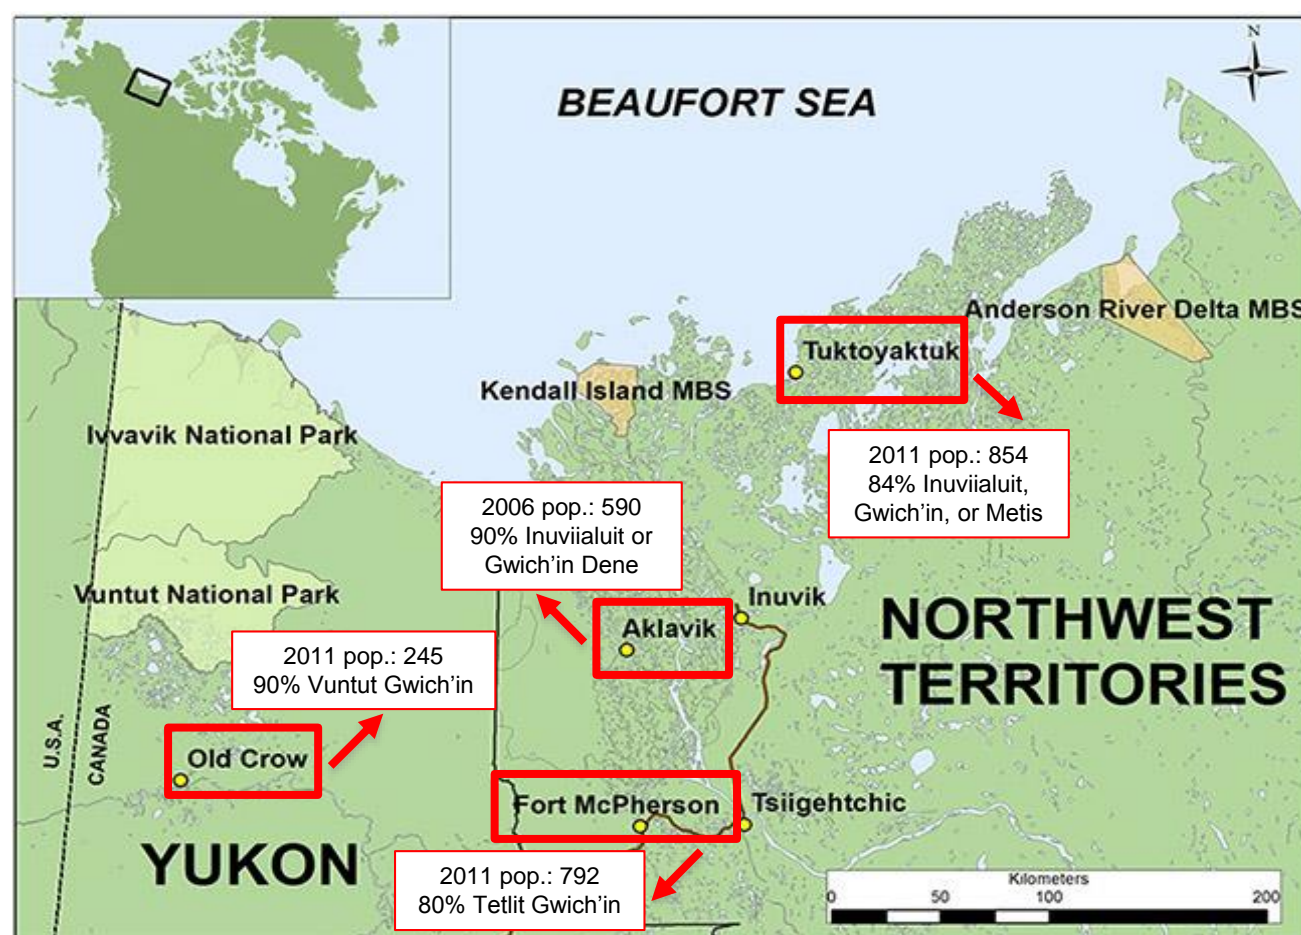 N
BEAUFORT SEA
Anderson River Delta MBS
Tuktoyaktuk
Kendall Island MBS
Ivvavik National Park
2011 pop.: 854
84% Inuviialuit,
Gwich'in, or Metis
2006 pop.: 590
90% Inuviialuit or
Gwich'in Dene
Vuntut National Park
Inuvik
Aklavik
NORTHWEST
TERRITORIES
2011 pop.: 245
90% Vuntut Gwich'in
U.S.A.
CANADA
Old Crow
Fort McPherson
Tsiigehtchic
YUKON
2011 pop.: 792
80% Tetlit Gwich'in
Kilometers
0 50 100 200